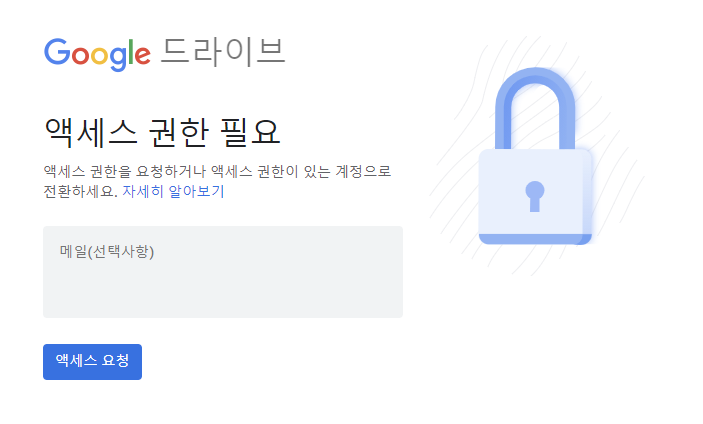 Google 드라이브
액세스 권한 필요
액세스 권한을 요청하거나 액세스 권한이 있는 계정으로
전환하세요. 자세히 알아보기
메일(선택사항)
액세스 요청